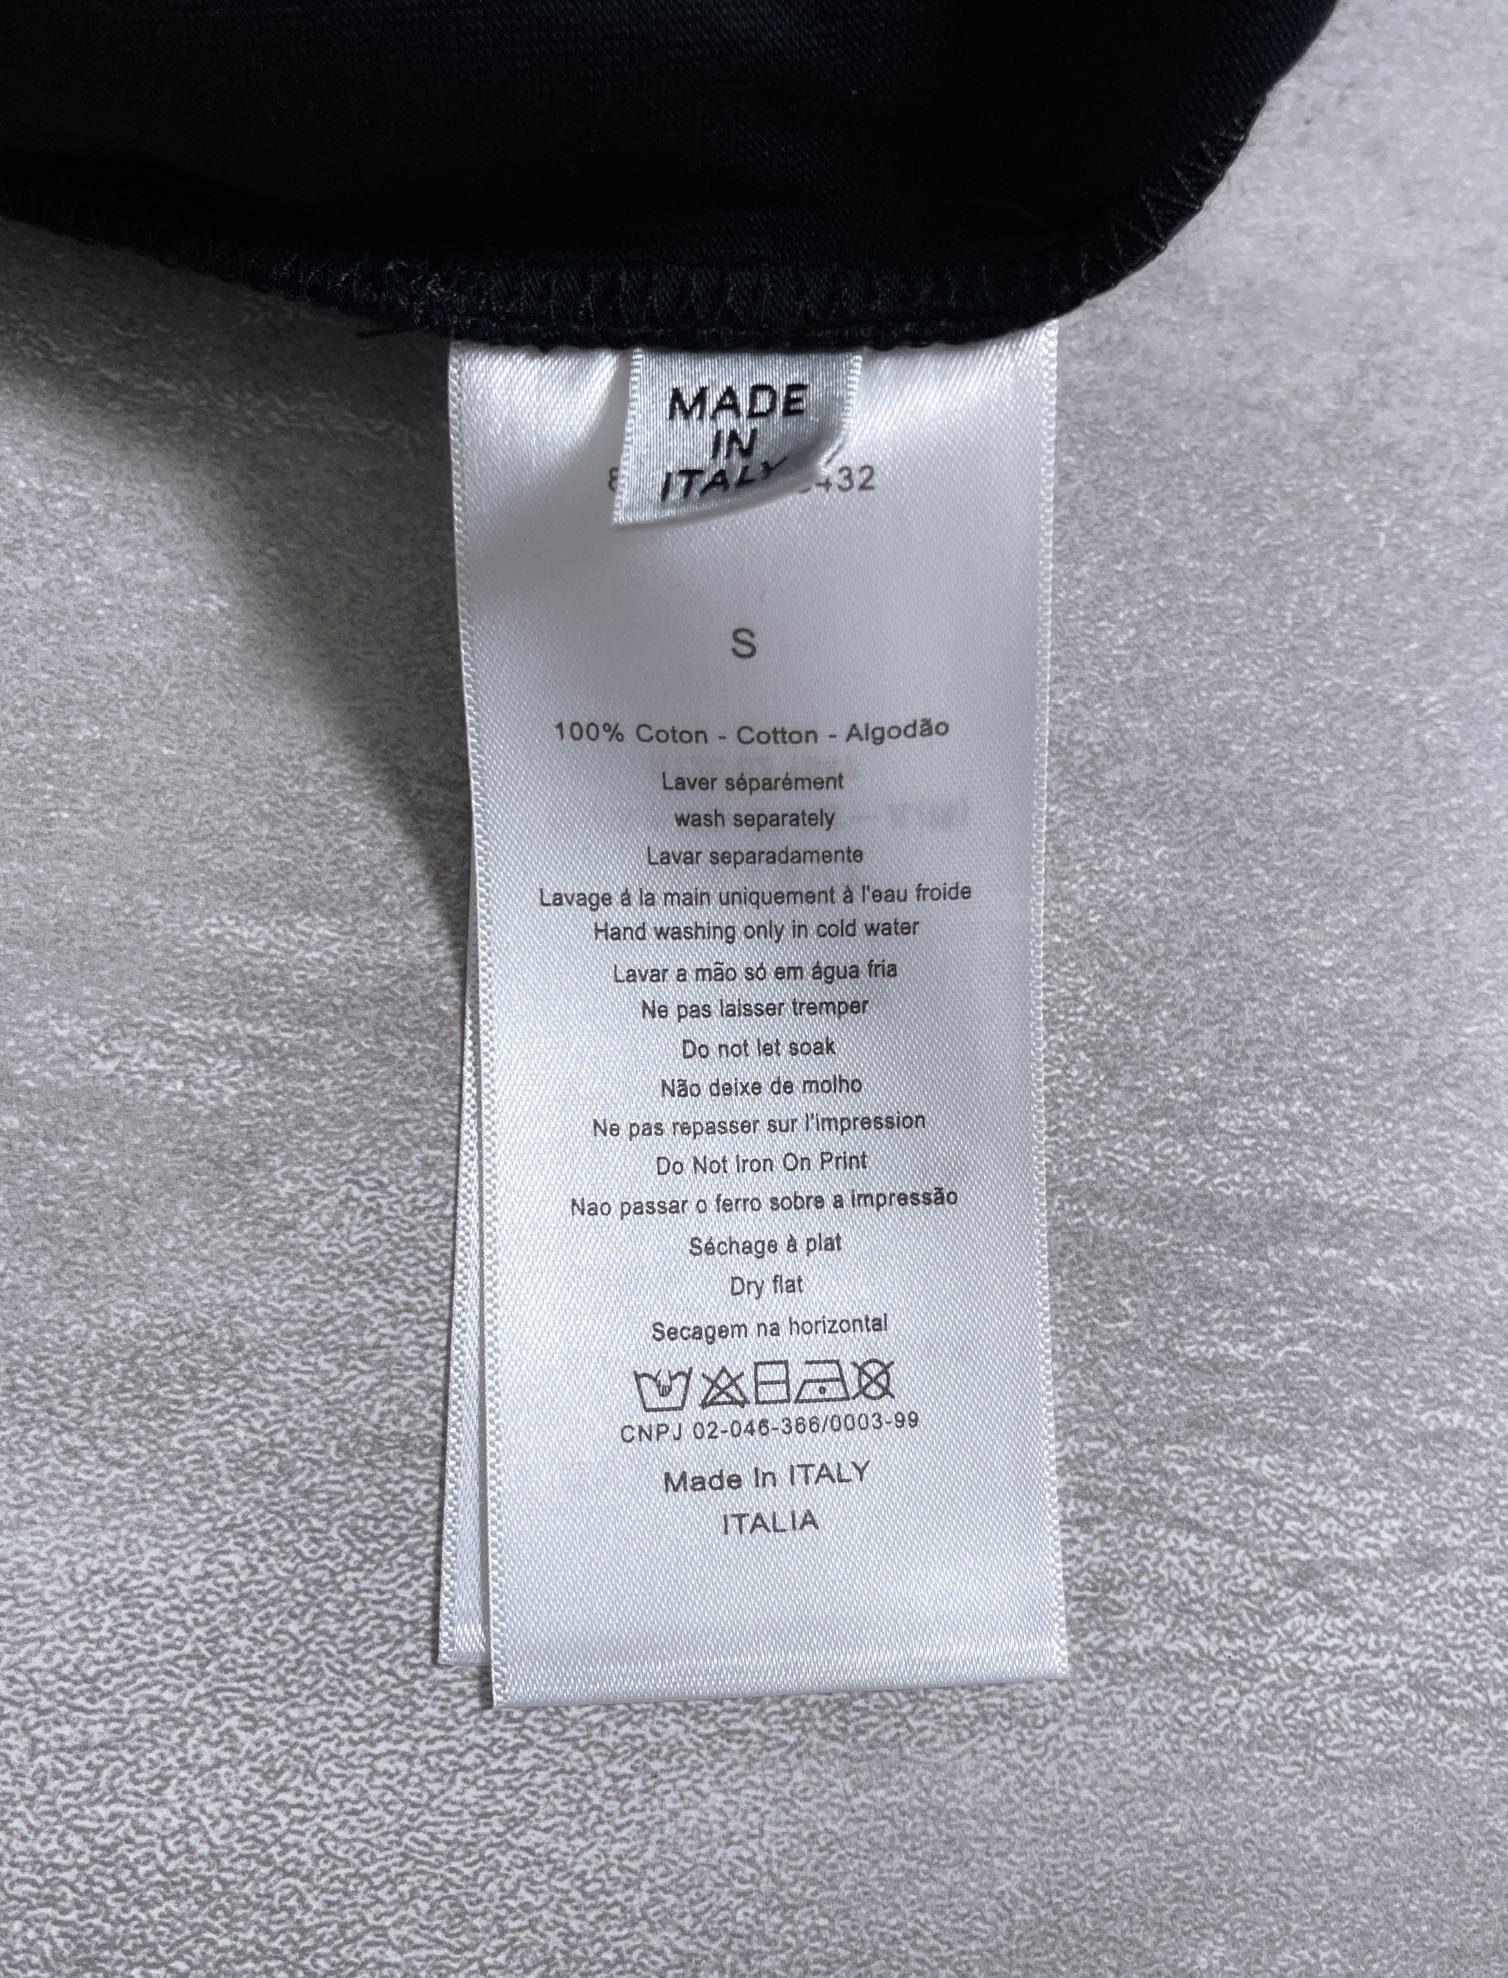 MADE
IN
ITALY
S
100% Coton - Cotton - Algodão
Laver séparément
wash separately
Lavar separadamente
Lavage á la main uniquement à l'eau froide
Hand washing only in cold water
Lavar a mão só em água fria
Ne pas laisser tremper
Do not let soak
Não deixe de molho
Ne pas repasser sur l'impression
Do Not Iron On Print
Nao passar o ferro sobre a impressão
Séchage à plat
Dry flat
Secagem na horizontal
CNPJ 02-046-366/0003-99
Made In ITALY
ITALIA